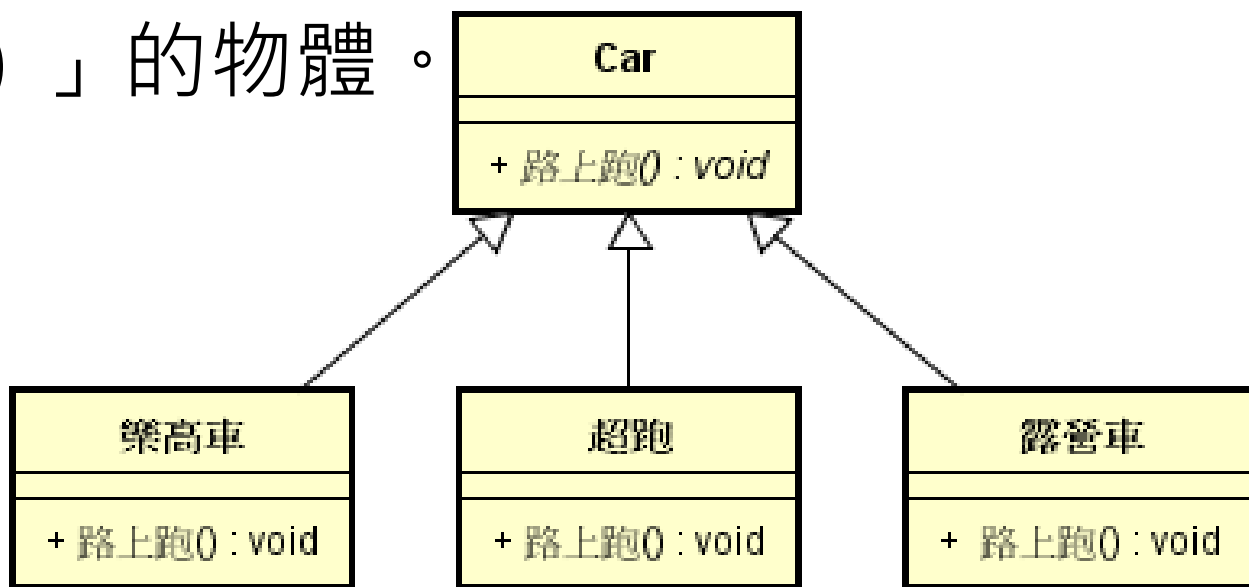 ）」的物體。
Car
+ 路上跑() : void
樂高車
+ 路上跑() : void
超跑
+ 路上跑() : void
露營車
+ 路上跑() : void